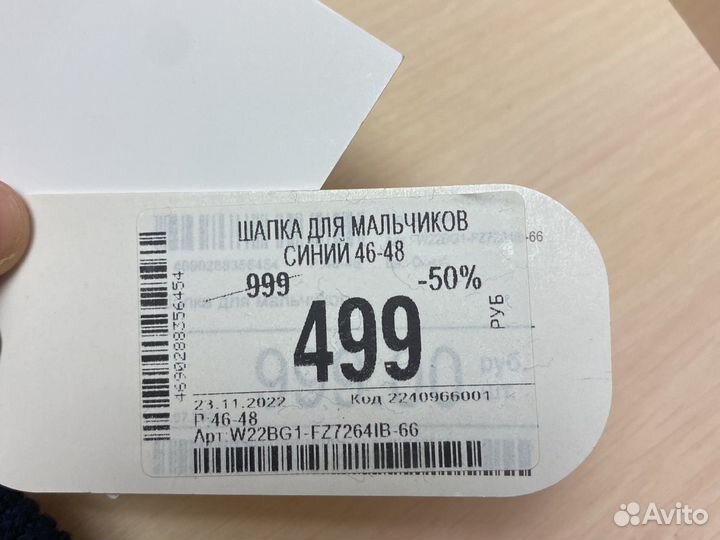 ШАПКА ДЛЯ МАЛЬЧИКОВ
СИНИЙ 46-48
999 -50%
499 РУБ
23.11.2022 Код 2240966001
Р 46-48
Арт:W22BG1-FZ7264IB-66
4690288356454
Avito